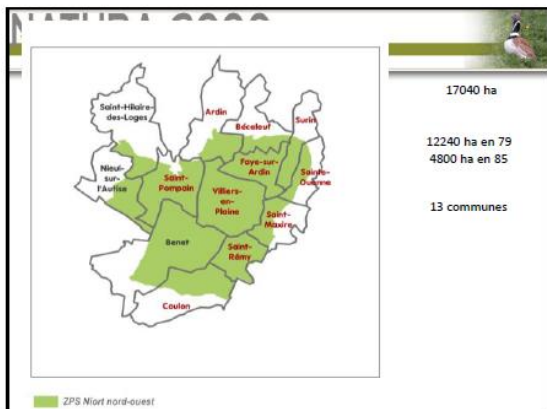 NATURA 2000
17040 ha
12240 ha en 79
4800 ha en 85
13 communes
Saint-Hilaire-
des-Loges
Ardin
Béceleuf
Surin
Nieul-
sur-
l'Autise
Saint-
Pompain
Faye-sur-
Ardin
Sainte-
Ouenne
Villiers-
en-
Plaine
Saint-
Maxire
Benet
Saint-
Rémy
Coulon
ZPS Niort nord-ouest